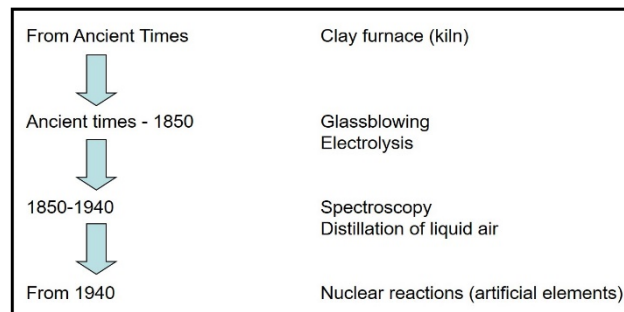 From Ancient Times Clay furnace (kiln)
Ancient times - 1850 Glassblowing
Electrolysis
1850-1940 Spectroscopy
Distillation of liquid air
From 1940 Nuclear reactions (artificial elements)